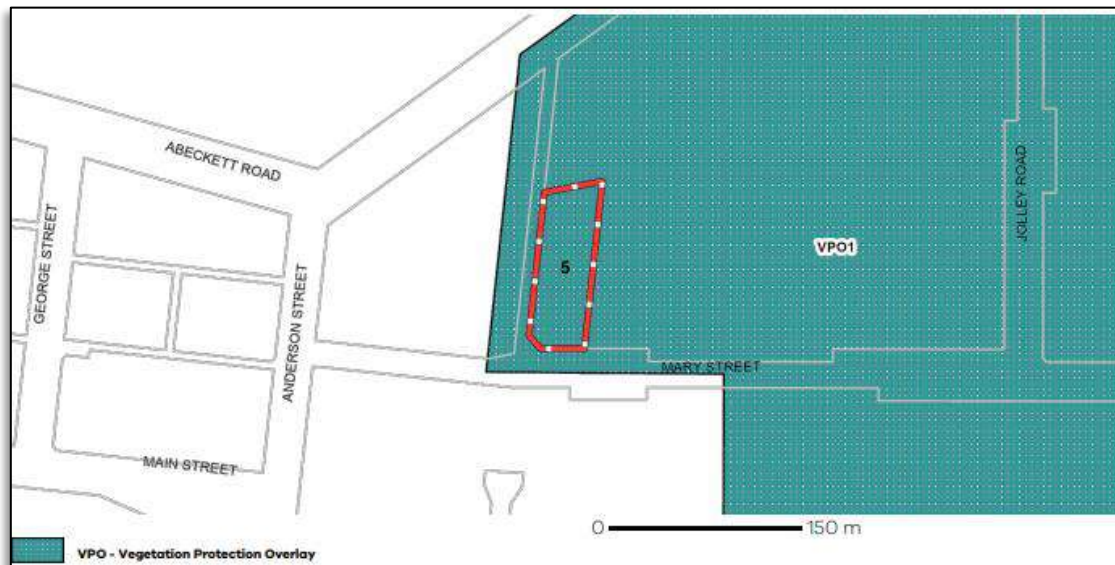 ABECKETT ROAD
GEORGE STREET
ANDERSON STREET
MAIN STREET
5
VPO1
JOLLEY ROAD
MARY STREET
0 150 m
VPO - Vegetation Protection Overlay